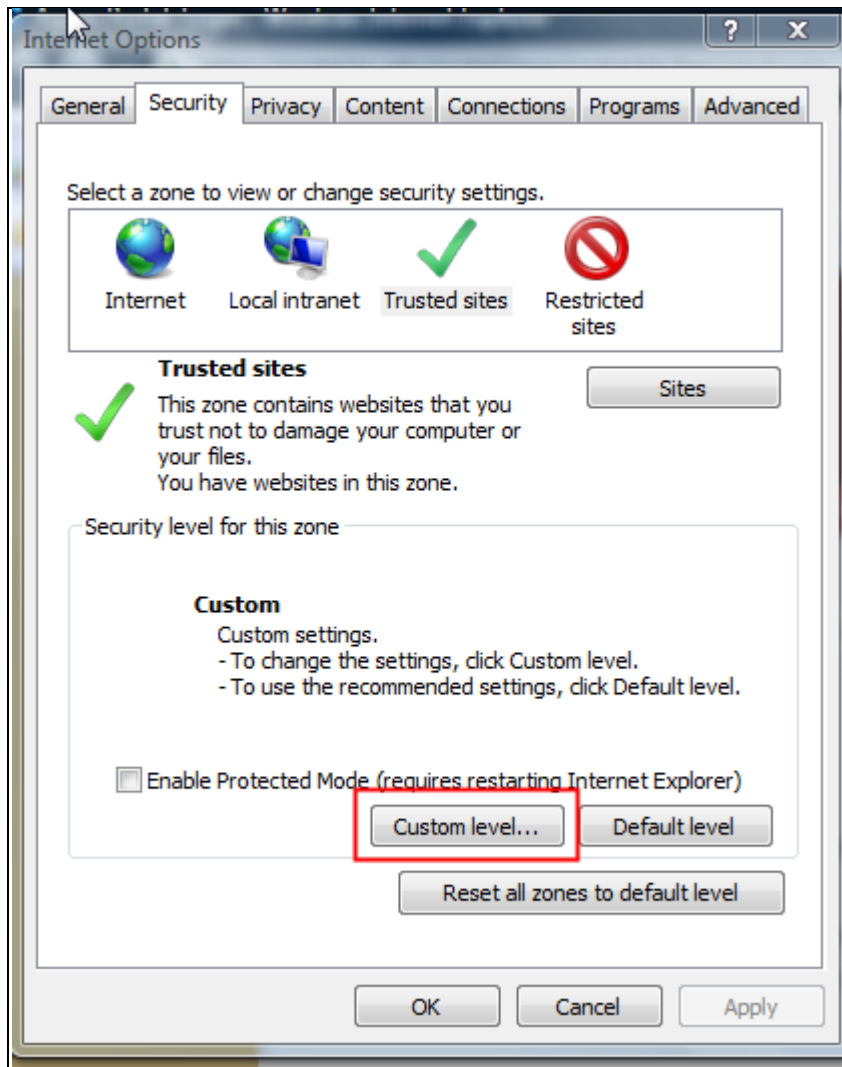 Internet Options
General Security Privacy Content Connections Programs Advanced
Select a zone to view or change security settings.
Internet Local intranet Trusted sites Restricted
sites
Trusted sites
Sites
This zone contains websites that you
trust not to damage your computer or
your files.
You have websites in this zone.
Security level for this zone
Custom
Custom settings.
- To change the settings, click Custom level.
- To use the recommended settings, click Default level.
Enable Protected Mode (requires restarting Internet Explorer)
Custom level... Default level
Reset all zones to default level
OK Cancel Apply